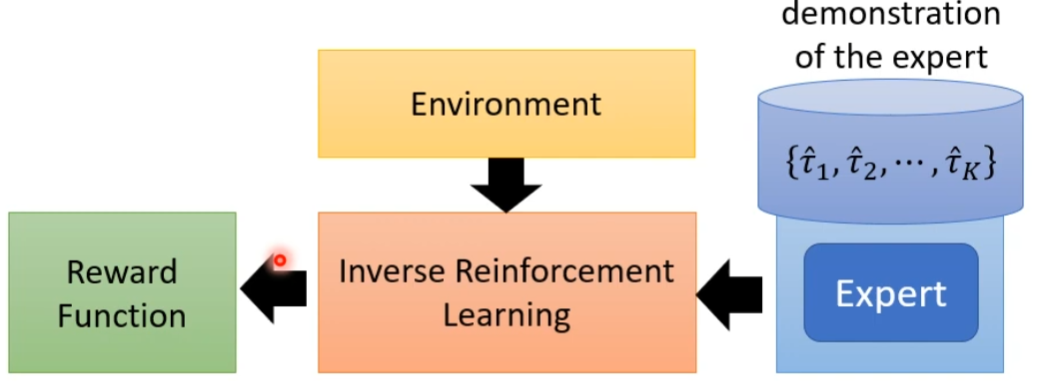 demonstration
of the expert
Environment
{τ̂₁, τ̂₂, ⋯, τ̂_K}
Reward
Function
Inverse Reinforcement
Learning
Expert